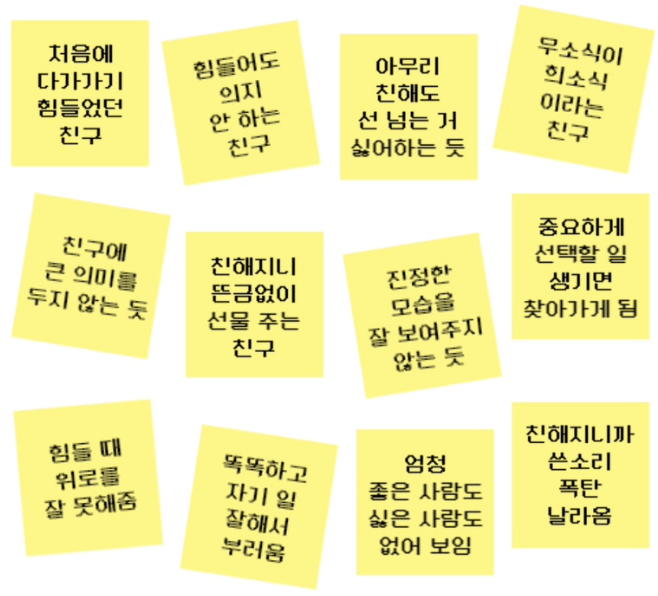 처음에
다가가기
힘들었던
친구
힘들어도
의지
안 하는
친구
아무리
친해도
선 넘는 거
싫어하는 듯
무소식이
희소식
이라는
친구
친구에
큰 의미를
두지 않는 듯
친해지니
뜬금없이
선물 주는
친구
진정한
모습을
잘 보여주지
않는 듯
중요하게
선택할 일
생기면
찾아가게 됨
힘들 때
위로를
잘 못해줌
똑똑하고
자기 일
잘해서
부러움
엄청
좋은 사람도
싫은 사람도
없어 보임
친해지니까
쓴소리
폭탄
날라옴